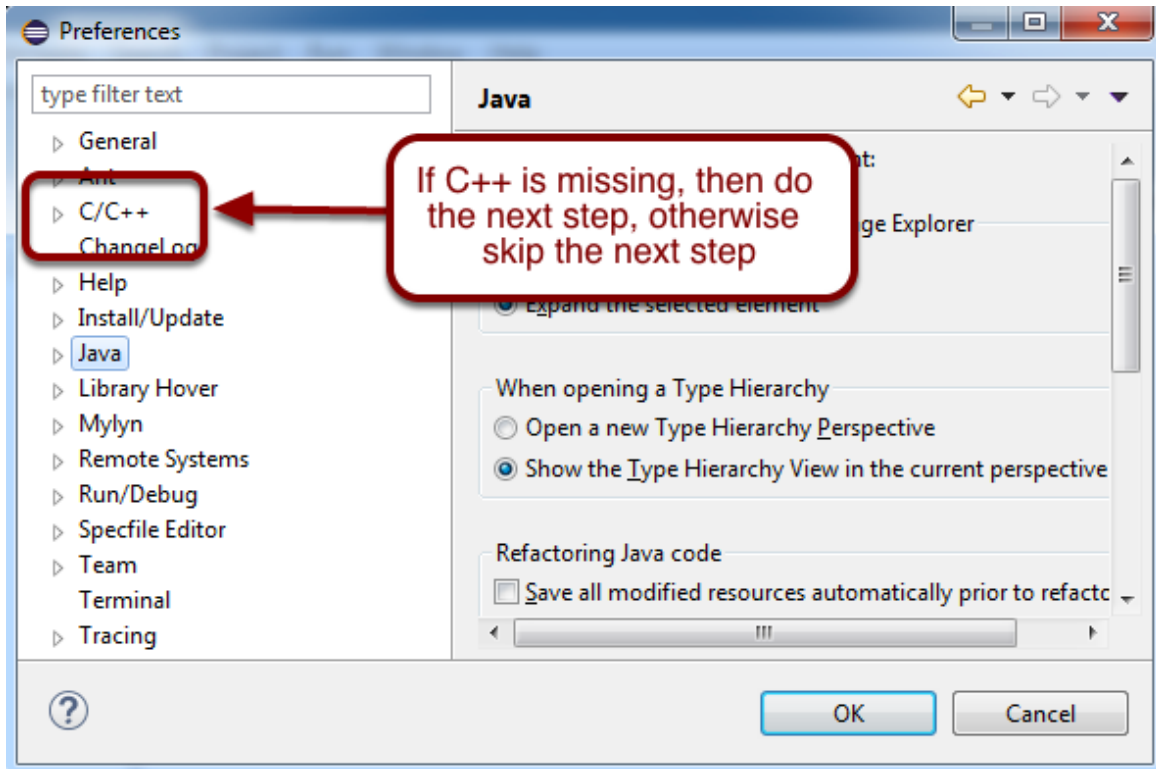 Preferences
type filter text
Java
General
Ant
C/C++
ChangeLog
Help
Install/Update
Java
Library Hover
Mylyn
Remote Systems
Run/Debug
Specfile Editor
Team
Terminal
Tracing
If C++ is missing, then do
the next step, otherwise
skip the next step
Explorer
Expand the selected element
When opening a Type Hierarchy
Open a new Type Hierarchy Perspective
Show the Type Hierarchy View in the current perspective
Refactoring Java code
Save all modified resources automatically prior to refactc
OK
Cancel